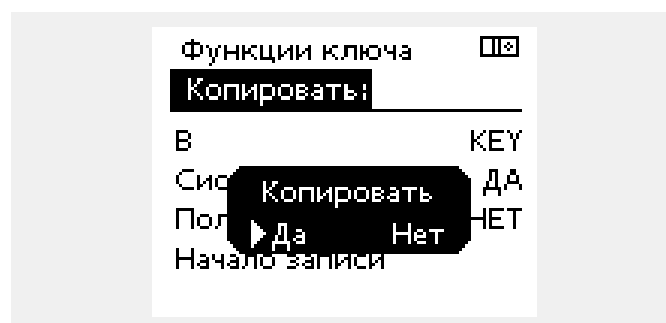 Функции ключа
Копировать:
В KEY
Сис ДА
Копировать
Пол НЕТ
Да Нет
Начало записи